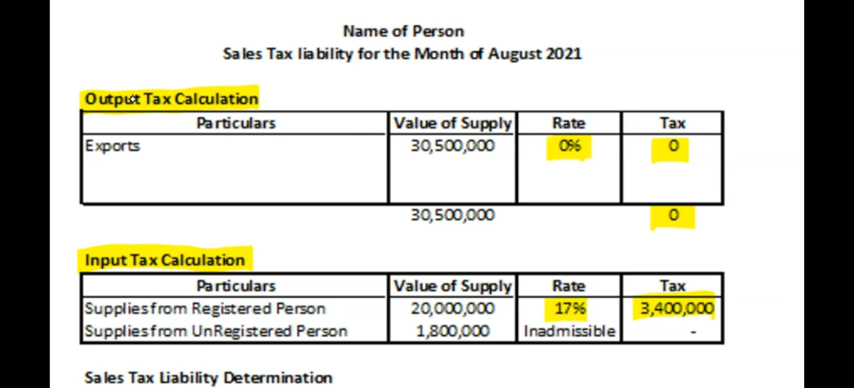 Name of Person
Sales Tax liability for the Month of August 2021
Output Tax Calculation
Particulars Value of Supply Rate Tax
Exports 30,500,000 0% 0
30,500,000 0
Input Tax Calculation
Particulars Value of Supply Rate Tax
Supplies from Registered Person 20,000,000 17% 3,400,000
Supplies from UnRegistered Person 1,800,000 Inadmissible -
Sales Tax Liability Determination